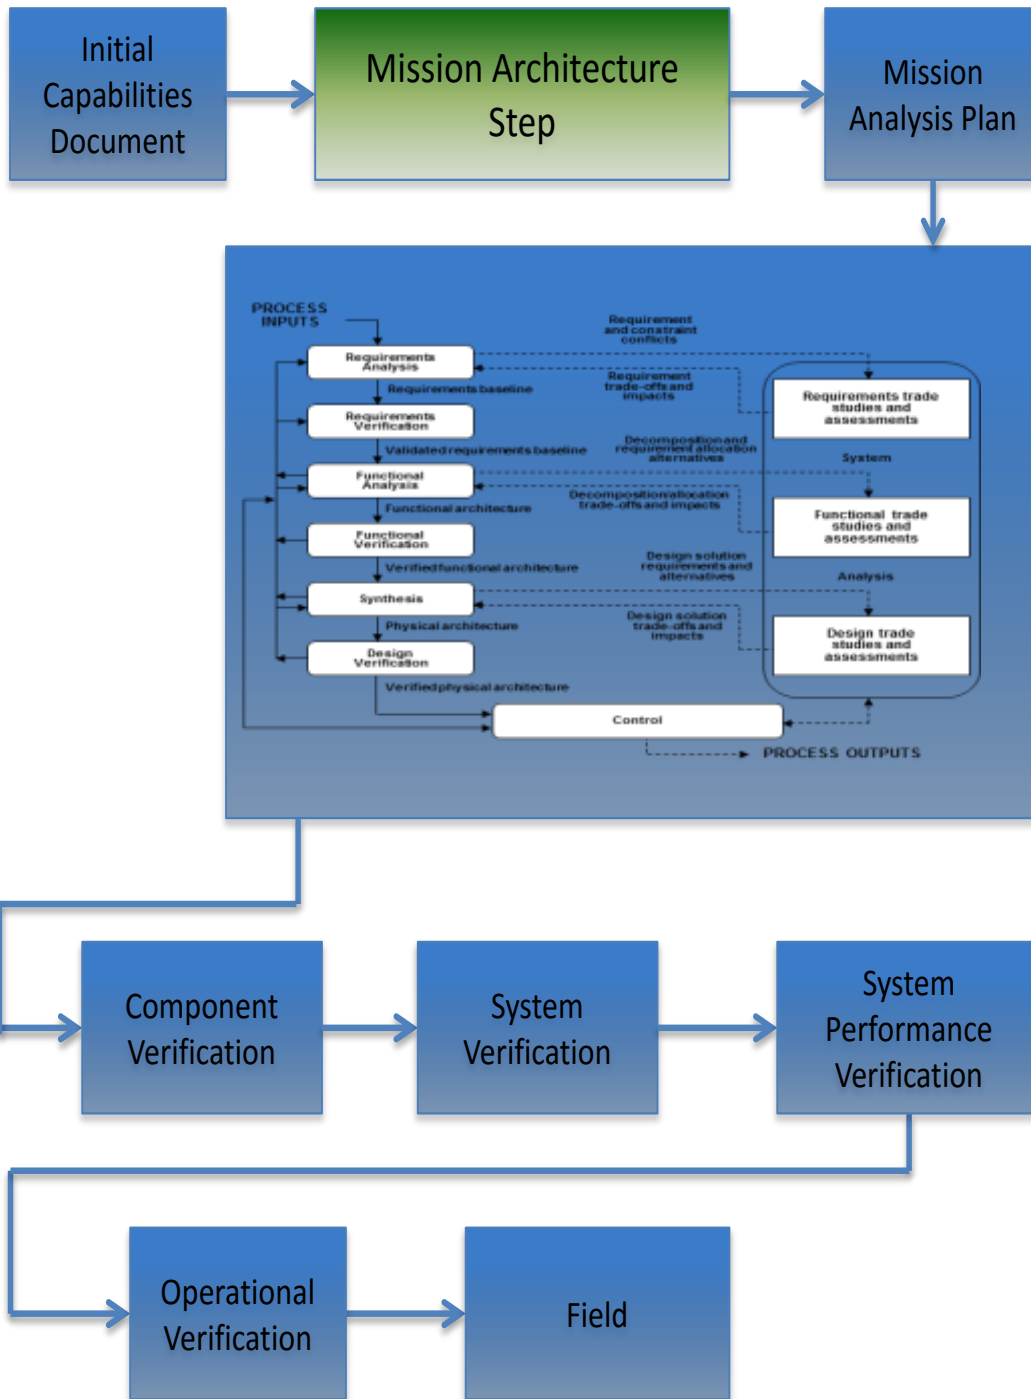 Initial
Capabilities
Document
Mission Architecture
Step
Mission
Analysis Plan
PROCESS
INPUTS
Requirement
and constraint
conflicts
Requirements
Analysis
Requirement
trade-offs and
impacts
Requirements baseline
Requirements trade
studies and
assessments
Requirements
Verification
Decomposition and
requirement allocation
alternatives
Validated requirements baseline
System
Functional
Analysis
Decomposition/allocation
trade-offs and impacts
Functional architecture
Functional trade
studies and
assessments
Functional
Verification
Design solution
requirements and
alternatives
Verified functional architecture
Analysis
Synthesis
Design solution
trade-offs and
impacts
Physical architecture
Design trade
studies and
assessments
Design
Verification
Verified physical architecture
Control
PROCESS OUTPUTS
Component
Verification
System
Verification
System
Performance
Verification
Operational
Verification
Field